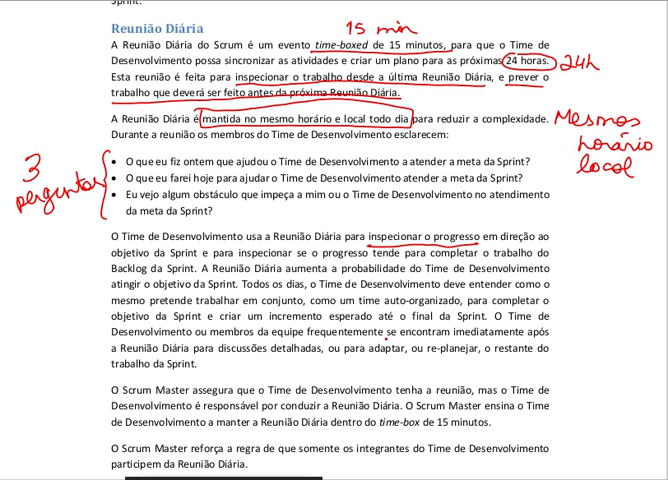 Sprint.
15 min
Reunião Diária
A Reunião Diária do Scrum é um evento time-boxed de 15 minutos, para que o Time de
Desenvolvimento possa sincronizar as atividades e criar um plano para as próximas 24 horas.
24h
Esta reunião é feita para inspecionar o trabalho desde a última Reunião Diária, e prever o
trabalho que deverá ser feito antes da próxima Reunião Diária.
A Reunião Diária é mantida no mesmo horário e local todo dia para reduzir a complexidade.
Durante a reunião os membros do Time de Desenvolvimento esclarecem:
Mesmos
horário
local
3
perguntas
• O que eu fiz ontem que ajudou o Time de Desenvolvimento a atender a meta da Sprint?
• O que eu farei hoje para ajudar o Time de Desenvolvimento atender a meta da Sprint?
• Eu vejo algum obstáculo que impeça a mim ou o Time de Desenvolvimento no atendimento
da meta da Sprint?
O Time de Desenvolvimento usa a Reunião Diária para inspecionar o progresso em direção ao
objetivo da Sprint e para inspecionar se o progresso tende para completar o trabalho do
Backlog da Sprint. A Reunião Diária aumenta a probabilidade do Time de Desenvolvimento
atingir o objetivo da Sprint. Todos os dias, o Time de Desenvolvimento deve entender como o
mesmo pretende trabalhar em conjunto, como um time auto-organizado, para completar o
objetivo da Sprint e criar um incremento esperado até o final da Sprint. O Time de
Desenvolvimento ou membros da equipe frequentemente se encontram imediatamente após
a Reunião Diária para discussões detalhadas, ou para adaptar, ou re-planejar, o restante do
trabalho da Sprint.
O Scrum Master assegura que o Time de Desenvolvimento tenha a reunião, mas o Time de
Desenvolvimento é responsável por conduzir a Reunião Diária. O Scrum Master ensina o Time
de Desenvolvimento a manter a Reunião Diária dentro do time-box de 15 minutos.
O Scrum Master reforça a regra de que somente os integrantes do Time de Desenvolvimento
participem da Reunião Diária.